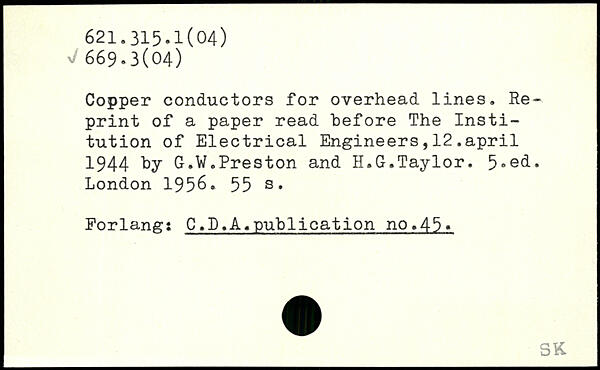 621.315.1(04)
✓ 669.3(04)
Copper conductors for overhead lines. Re-
print of a paper read before The Insti-
tution of Electrical Engineers,12.april
1944 by G.W.Preston and H.G.Taylor. 5.ed.
London 1956. 55 s.
Forlang: C.D.A.publication no.45.
SK